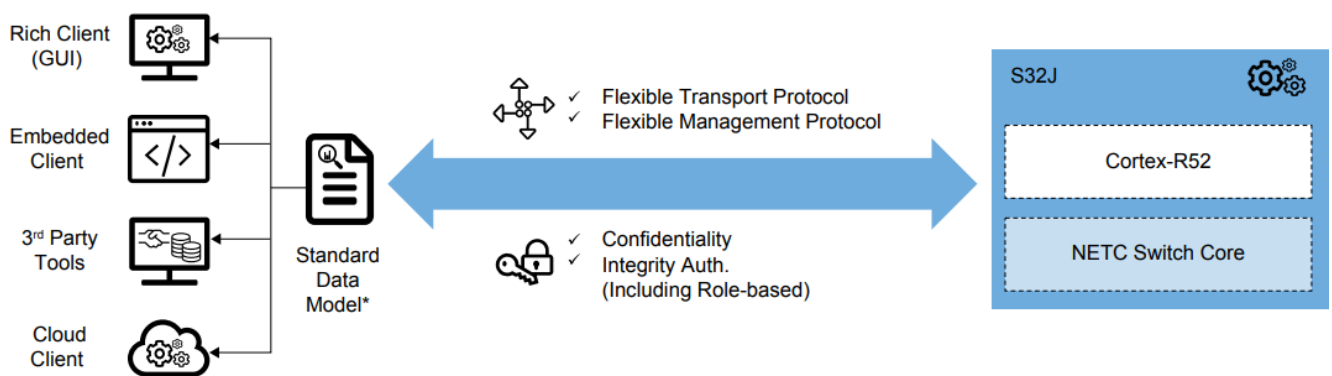 Rich Client
(GUI)
Embedded
Client
</>
3rd Party
Tools
Cloud
Client
Standard
Data
Model*
✓ Flexible Transport Protocol
✓ Flexible Management Protocol
✓ Confidentiality
✓ Integrity Auth.
(Including Role-based)
S32J
Cortex-R52
NETC Switch Core